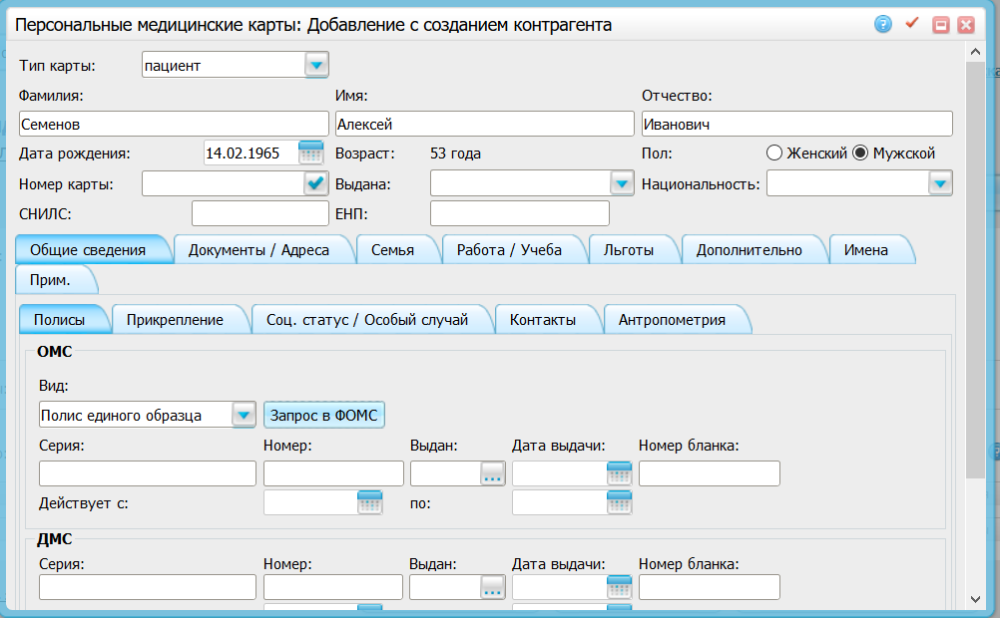 Персональные медицинские карты: Добавление с созданием контрагента
Тип карты: пациент
Фамилия: Имя: Отчество:
Семенов Алексей Иванович
Дата рождения: 14.02.1965 Возраст: 53 года Пол: Женский Мужской
Номер карты: Выдана: Национальность:
СНИЛС: ЕНП:
Общие сведения Документы / Адреса Семья Работа / Учеба Льготы Дополнительно Имена
Прим.
Полисы Прикрепление Соц. статус / Особый случай Контакты Антропометрия
ОМС
Вид:
Полис единого образца Запрос в ФОМС
Серия: Номер: Выдан: Дата выдачи: Номер бланка:
...
Действует с: по:
ДМС
Серия: Номер: Выдан: Дата выдачи: Номер бланка:
...